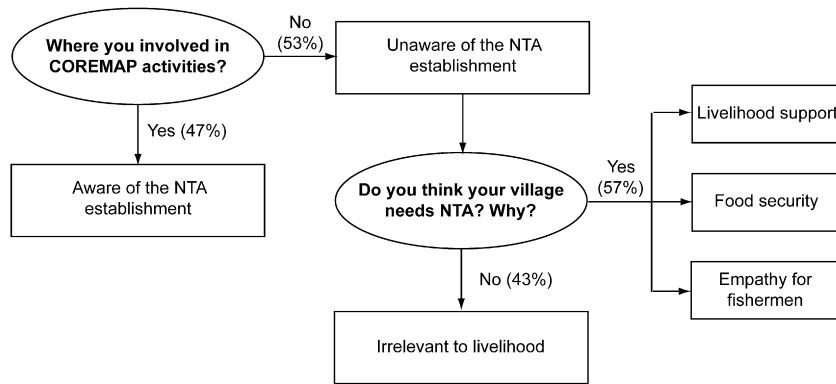 Where you involved in
COREMAP activities?
No
(53%)
Unaware of the NTA
establishment
Yes (47%)
Aware of the NTA
establishment
Do you think your village
needs NTA? Why?
Yes
(57%)
Livelihood support
Food security
Empathy for
fishermen
No (43%)
Irrelevant to livelihood